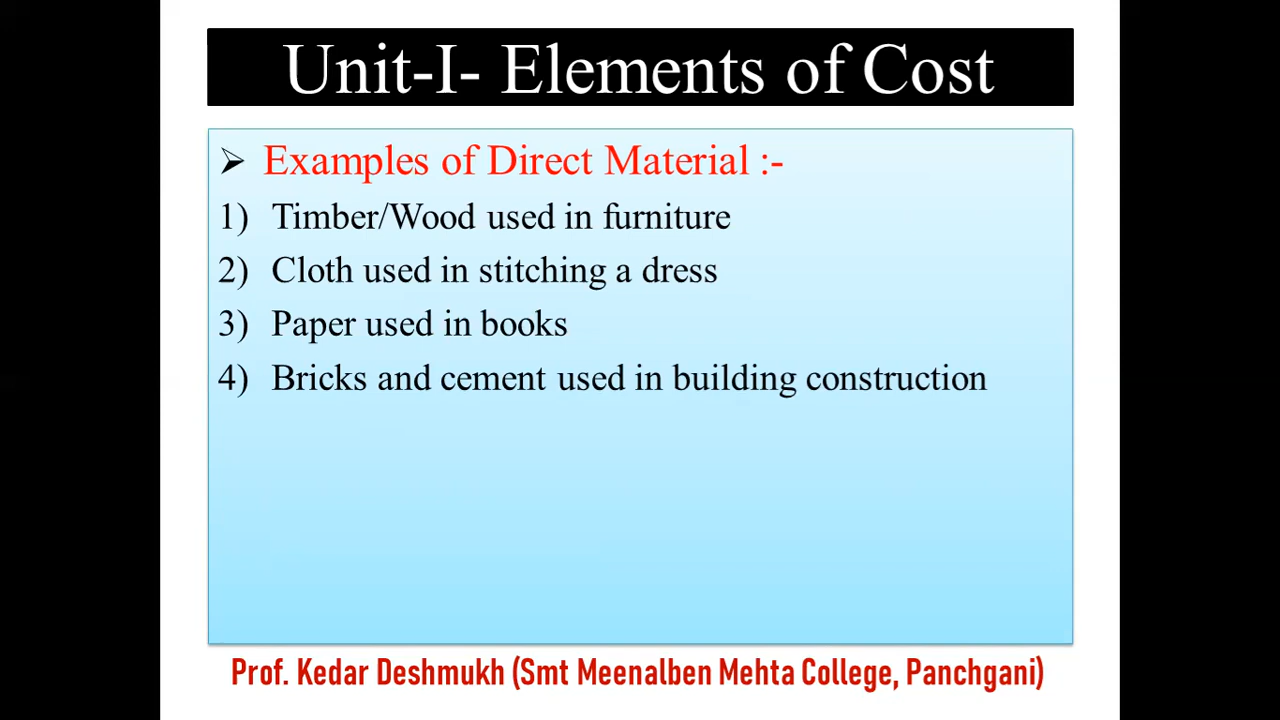 Unit-I- Elements of Cost
➢ Examples of Direct Material :-
1) Timber/Wood used in furniture
2) Cloth used in stitching a dress
3) Paper used in books
4) Bricks and cement used in building construction
Prof. Kedar Deshmukh (Smt Meenalben Mehta College, Panchgani)